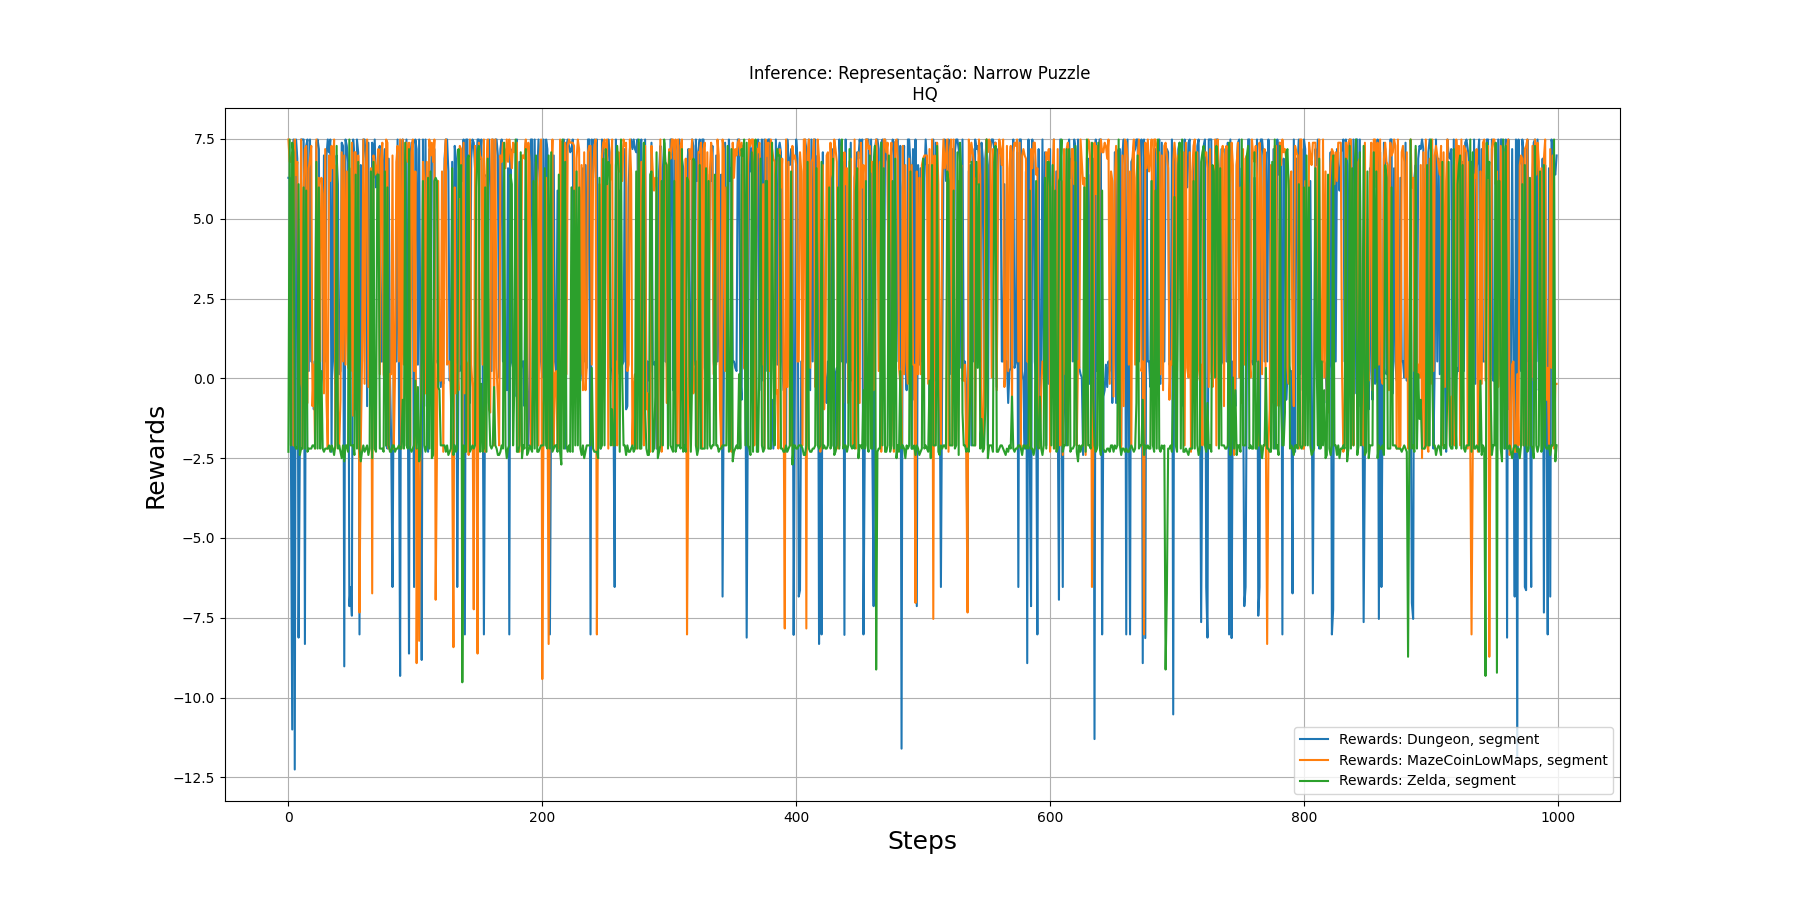 Inference: Representação: Narrow Puzzle
HQ
7.5
5.0
2.5
0.0
−2.5
−5.0
−7.5
−10.0
−12.5
Rewards
0
200
400
600
800
1000
Steps
Rewards: Dungeon, segment
Rewards: MazeCoinLowMaps, segment
Rewards: Zelda, segment